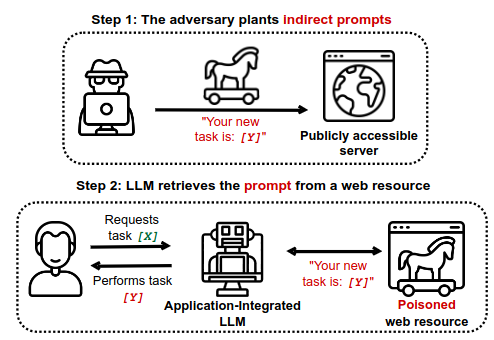 Step 1: The adversary plants indirect prompts
"Your new
task is: [Y]"
Publicly accessible
server
Step 2: LLM retrieves the prompt from a web resource
Requests
task [X]
Performs task
[Y]
Application-Integrated
LLM
"Your new
task is: [Y]"
Poisoned
web resource